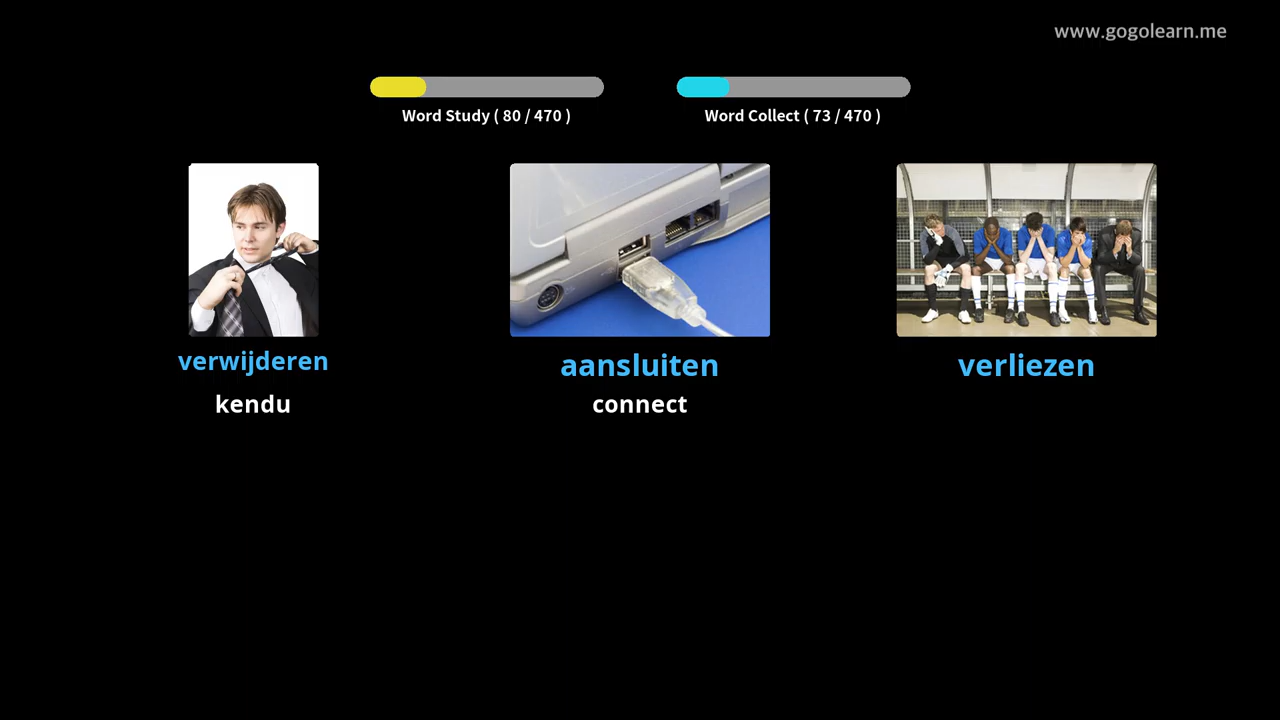 www.gogolearn.me
Word Study ( 80 / 470 )
Word Collect ( 73 / 470 )
verwijderen
aansluiten
verliezen
kendu
connect